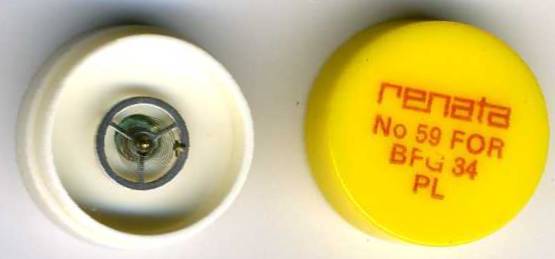 renata
No 59 FOR
BFG 34
PL